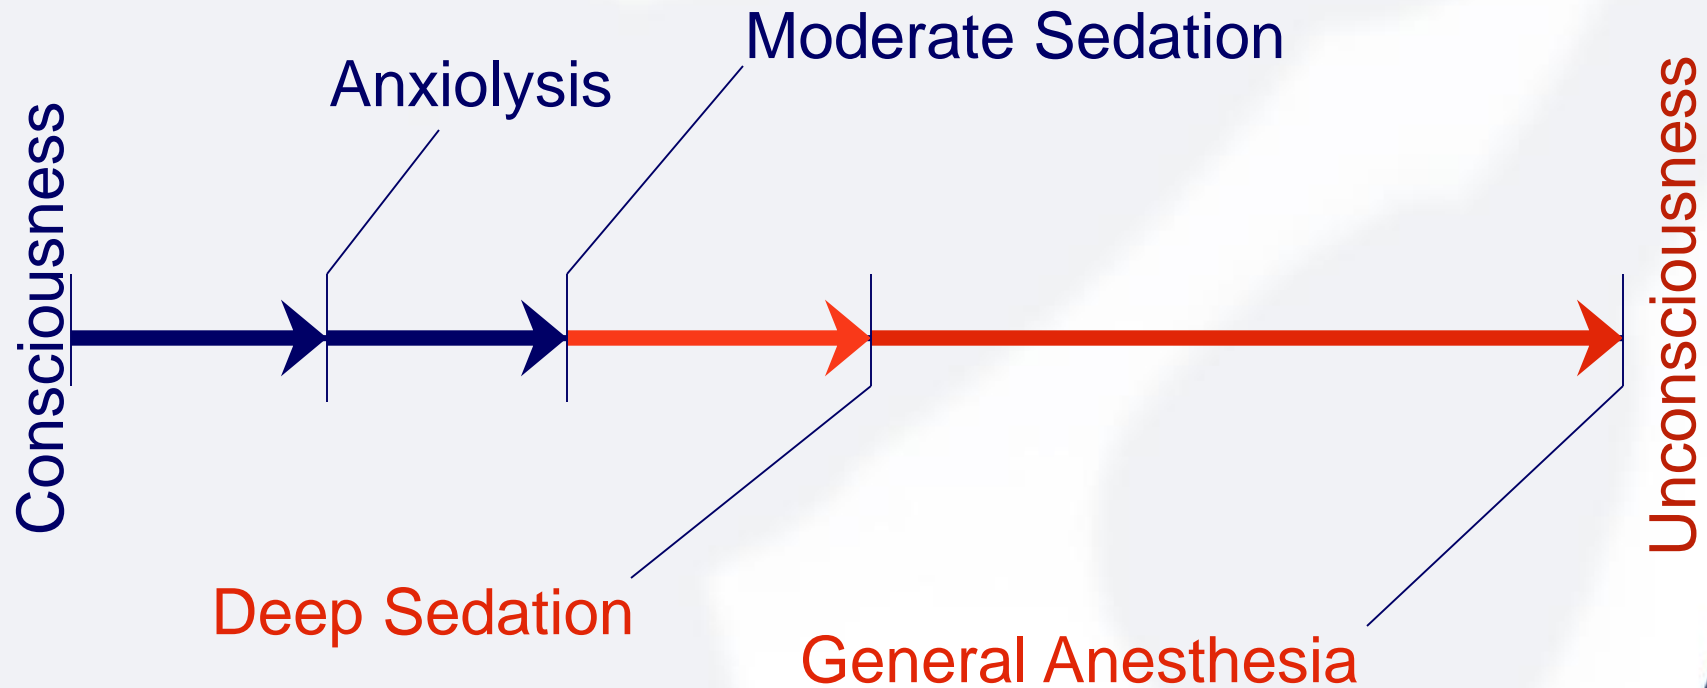 Moderate Sedation
Anxiolysis
Consciousness
Unconsciousness
Deep Sedation
General Anesthesia